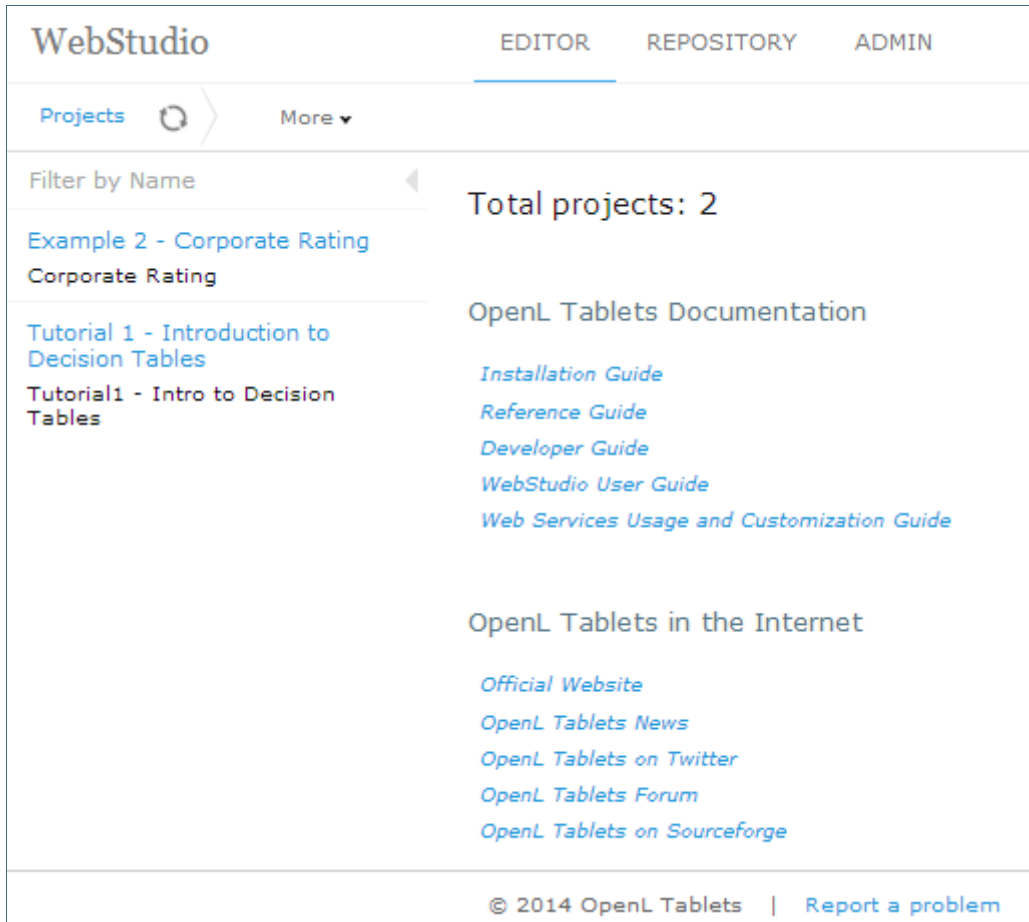 WebStudio
EDITOR REPOSITORY ADMIN
Projects More
Filter by Name
Example 2 - Corporate Rating
Corporate Rating
Tutorial 1 - Introduction to
Decision Tables
Tutorial1 - Intro to Decision
Tables
Total projects: 2
OpenL Tablets Documentation
Installation Guide
Reference Guide
Developer Guide
WebStudio User Guide
Web Services Usage and Customization Guide
OpenL Tablets in the Internet
Official Website
OpenL Tablets News
OpenL Tablets on Twitter
OpenL Tablets Forum
OpenL Tablets on Sourceforge
© 2014 OpenL Tablets | Report a problem